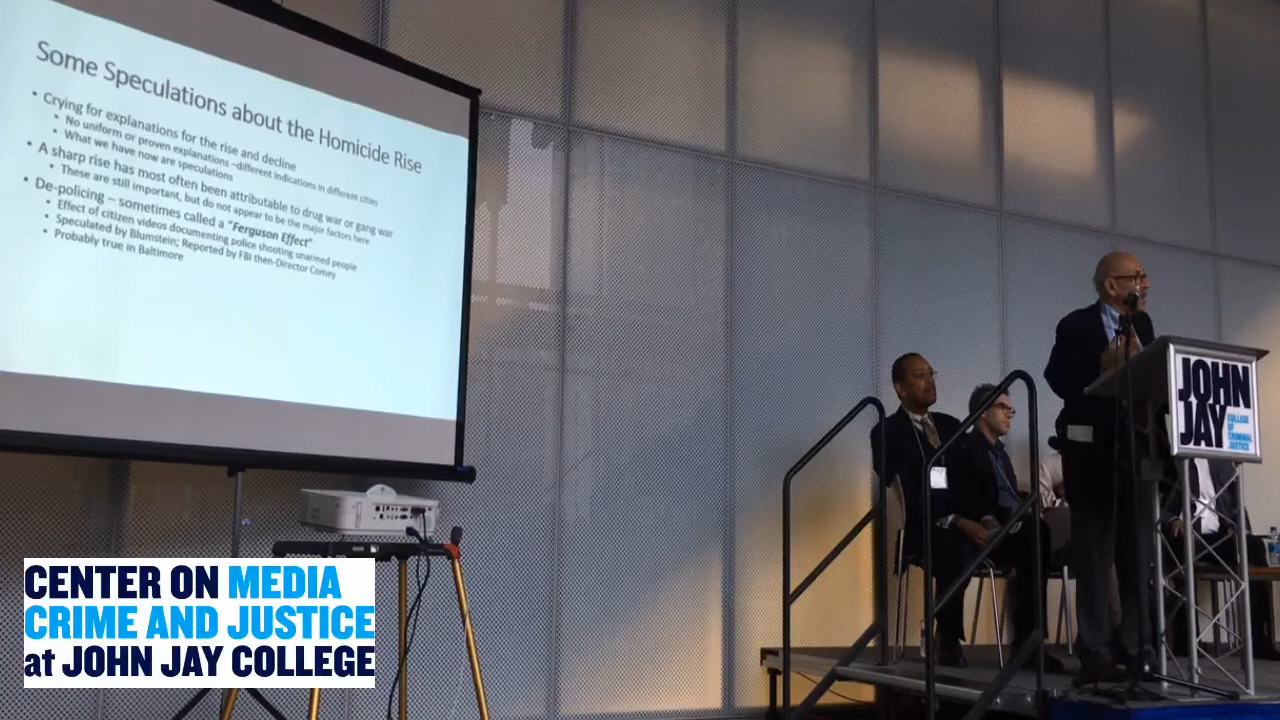 Some Speculations about the Homicide Rise
• Crying for explanations for the rise and decline
• No uniform or proven explanations –different indications in different cities
• What we have now are speculations
• A sharp rise has most often been attributable to drug war or gang war
• These are still important, but do not appear to be the major factors here
• De-policing – sometimes called a "Ferguson Effect"
• Effect of citizen videos documenting police shooting unarmed people
• Speculated by Blumstein; Reported by FBI then-Director Comey
• Probably true in Baltimore
JOHN
JAY
COLLEGE
OF
CRIMINAL
JUSTICE
CENTER ON MEDIA
CRIME AND JUSTICE
at JOHN JAY COLLEGE